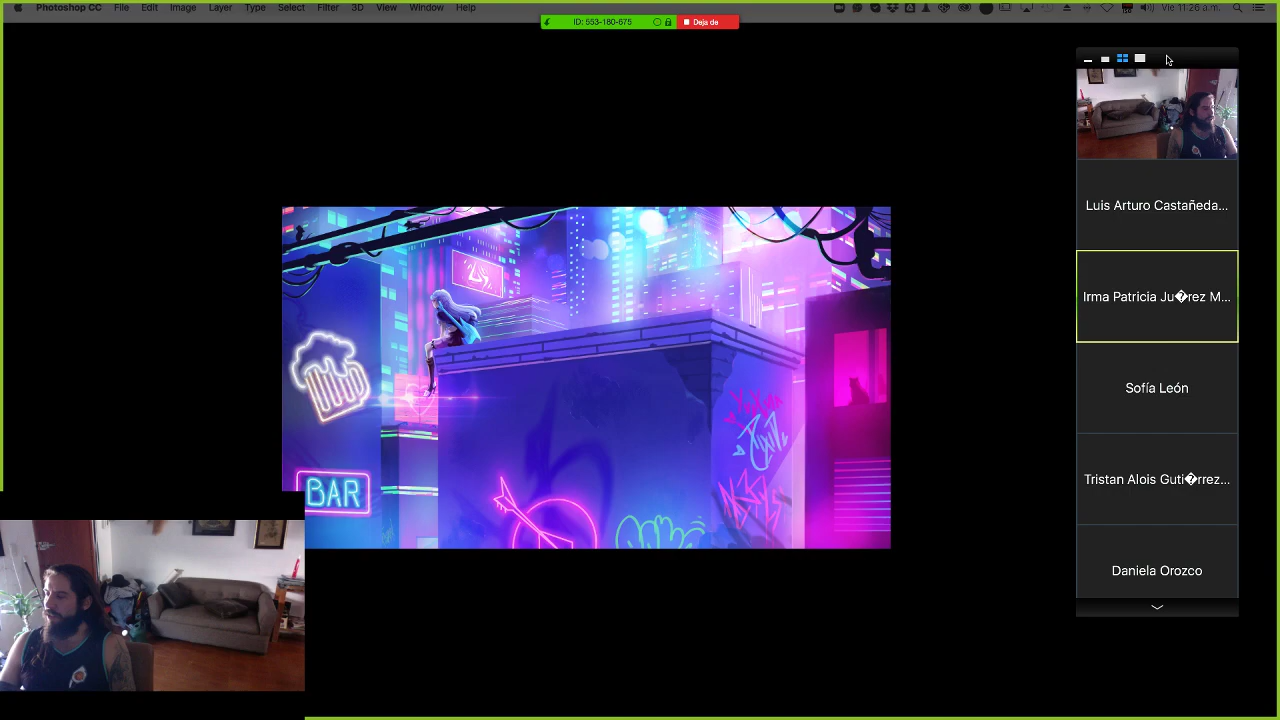 Photoshop CC File Edit Image Layer Type Select Filter 3D View Window Help
Vie 11:26 a.m.
ID: 553-180-675
Deja de
Luis Arturo Castañeda...
Irma Patricia Ju�rez M...
Sofía León
Tristan Alois Guti�rrez...
Daniela Orozco
BAR